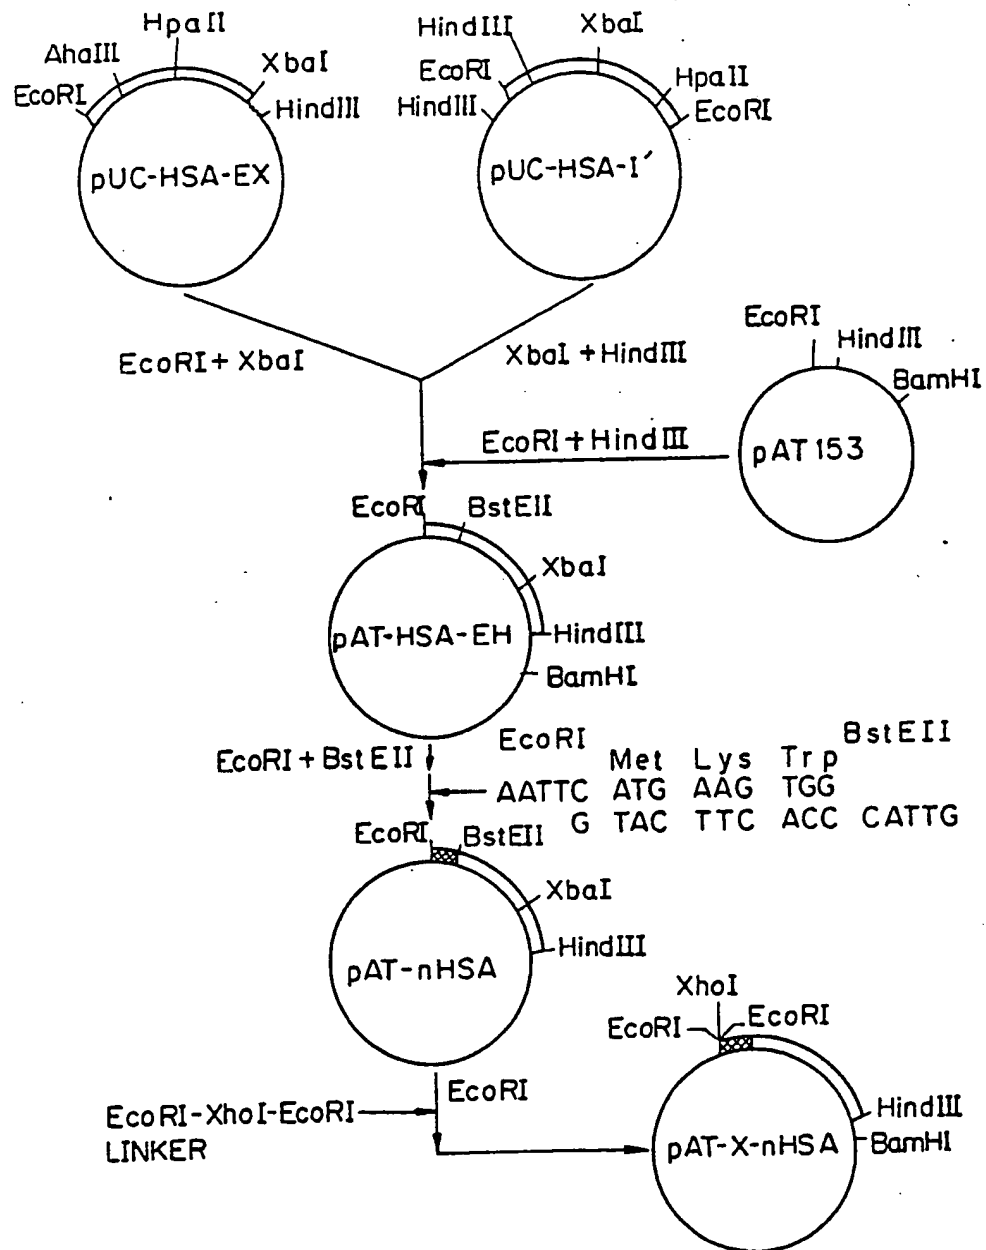 HpaII
AhaIII
XbaI
EcoRI
HindIII
pUC-HSA-EX
HindIII
XbaI
EcoRI
HpaII
HindIII
EcoRI
pUC-HSA-I′
EcoRI + XbaI
XbaI + HindIII
EcoRI
HindIII
BamHI
pAT 153
EcoRI + HindIII
EcoRI
BstEII
XbaI
HindIII
pAT-HSA-EH
BamHI
EcoRI + BstEII
EcoRI
BstEII
Met Lys Trp
AATTC ATG AAG TGG
G TAC TTC ACC CATTG
EcoRI
BstEII
XbaI
HindIII
pAT-nHSA
XhoI
EcoRI
EcoRI
EcoRI
EcoRI-XhoI-EcoRI
LINKER
HindIII
BamHI
pAT-X-nHSA